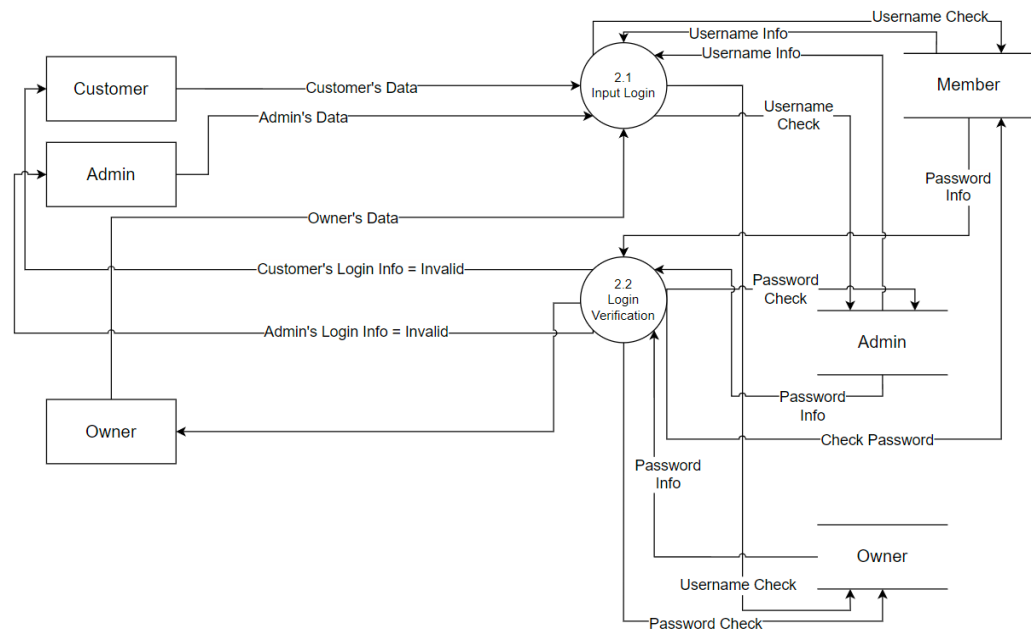 Username Check
Username Info
Username Info
2.1
Input Login
Customer
Customer's Data
Member
Username
Check
Admin's Data
Admin
Password
Info
Owner's Data
Customer's Login Info = Invalid
2.2
Login
Verification
Password
Check
Admin's Login Info = Invalid
Admin
Password
Info
Owner
Check Password
Password
Info
Owner
Username Check
Password Check